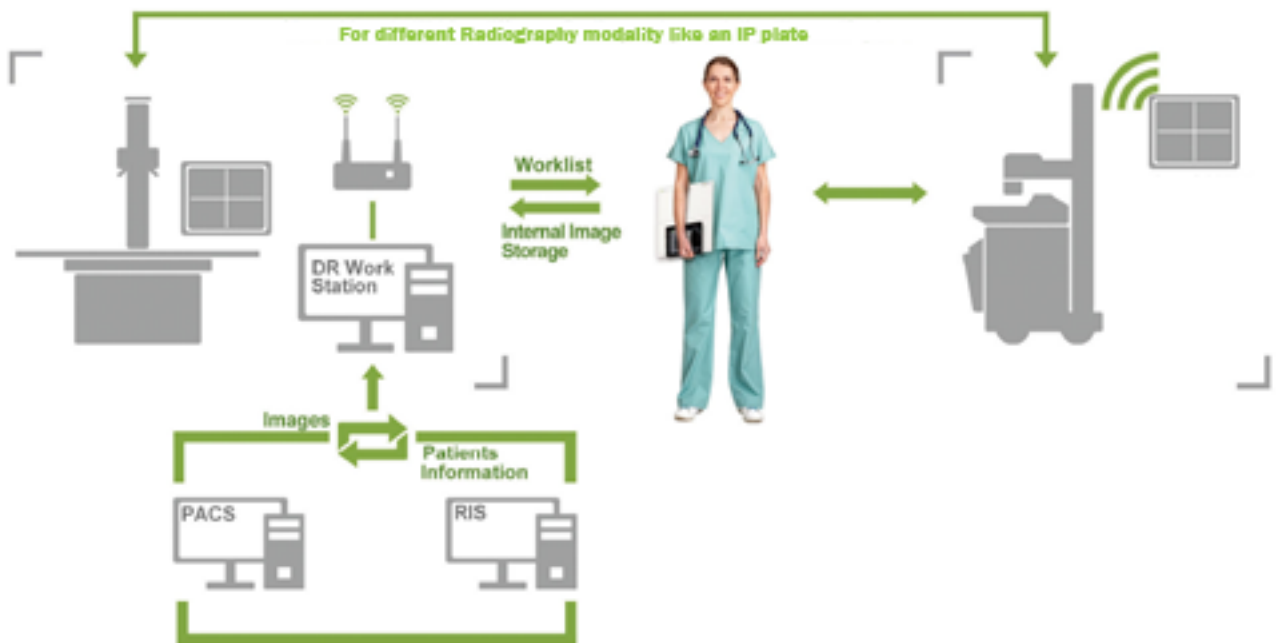 For different Radiography modality like an IP plate
Worklist
Internal Image
Storage
DR Work
Station
Images
Patients
Information
PACS
RIS